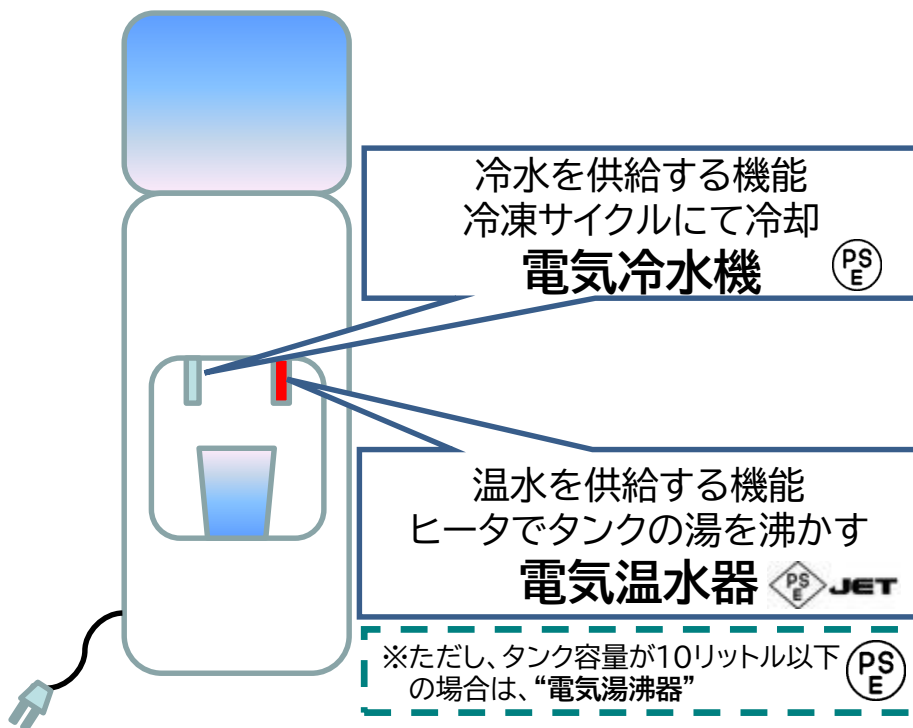 冷水を供給する機能
冷凍サイクルにて冷却
電気冷水機
PS
E
温水を供給する機能
ヒータでタンクの湯を沸かす
電気温水器
PS
E
JET
※ただし、タンク容量が10リットル以下
の場合は、“電気湯沸器”
PS
E